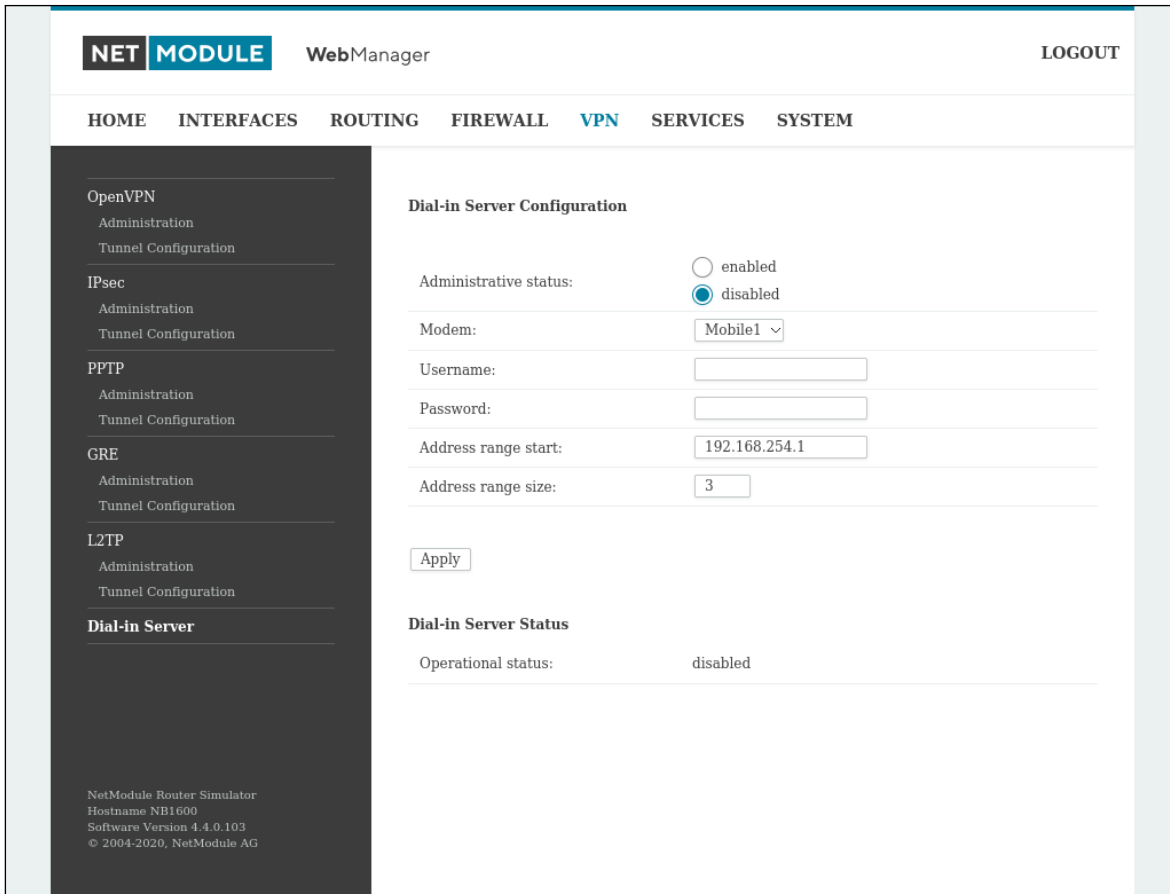 NET MODULE WebManager LOGOUT
HOME INTERFACES ROUTING FIREWALL VPN SERVICES SYSTEM
OpenVPN
Administration
Tunnel Configuration
IPsec
Administration
Tunnel Configuration
PPTP
Administration
Tunnel Configuration
GRE
Administration
Tunnel Configuration
L2TP
Administration
Tunnel Configuration
Dial-in Server
NetModule Router Simulator
Hostname NB1600
Software Version 4.4.0.103
© 2004-2020, NetModule AG
Dial-in Server Configuration
Administrative status:
enabled
disabled
Modem: Mobile1
Username:
Password:
Address range start: 192.168.254.1
Address range size: 3
Apply
Dial-in Server Status
Operational status: disabled